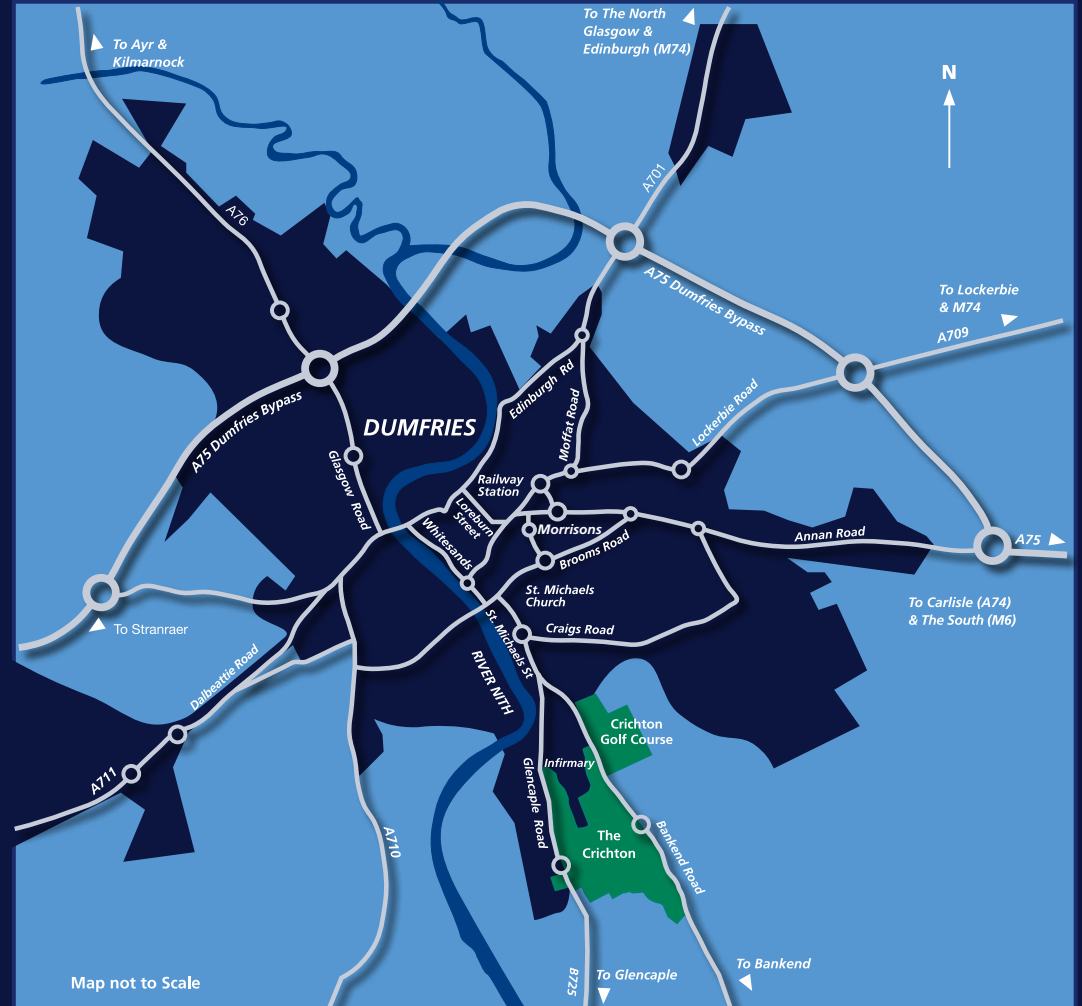 To The North
Glasgow &
Edinburgh (M74)
To Ayr &
Kilmarnock
N
A701
A76
A75 Dumfries Bypass
To Lockerbie
& M74
A709
Edinburgh Rd
Moffat Road
Lockerbie Road
A75 Dumfries Bypass
DUMFRIES
Glasgow Road
Railway
Station
Loreburn
Street
Whitesands
Morrisons
Brooms Road
Annan Road
A75
St. Michaels
Church
To Carlisle (A74)
& The South (M6)
To Stranraer
Craigs Road
St. Michaels St
RIVER NITH
Dalbeattie Road
Crichton
Golf Course
Infirmary
A711
Glencaple Road
A710
The
Crichton
Bankend Road
Map not to Scale
B725
To Glencaple
To Bankend